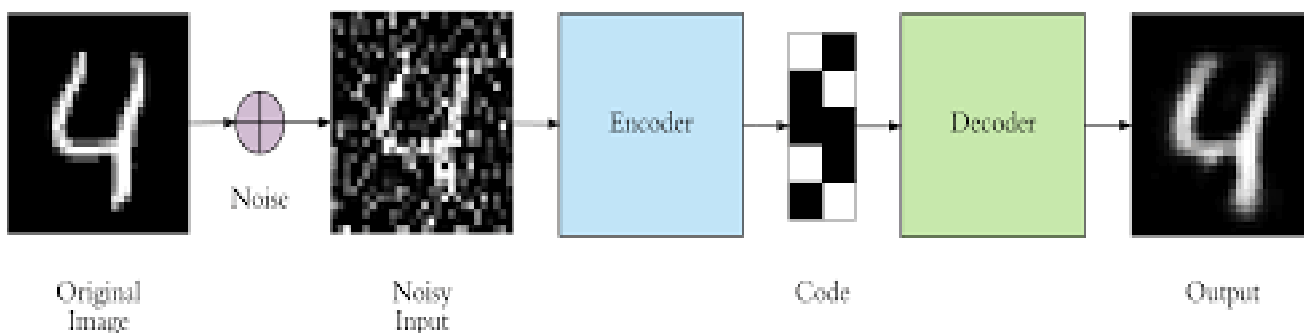 Encoder
Decoder
Noise
Original
Image
Noisy
Input
Code
Output